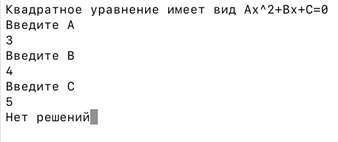 Квадратное уравнение имеет вид Ax^2+Bx+C=0
Введите A
3
Введите B
4
Введите C
5
Нет решений